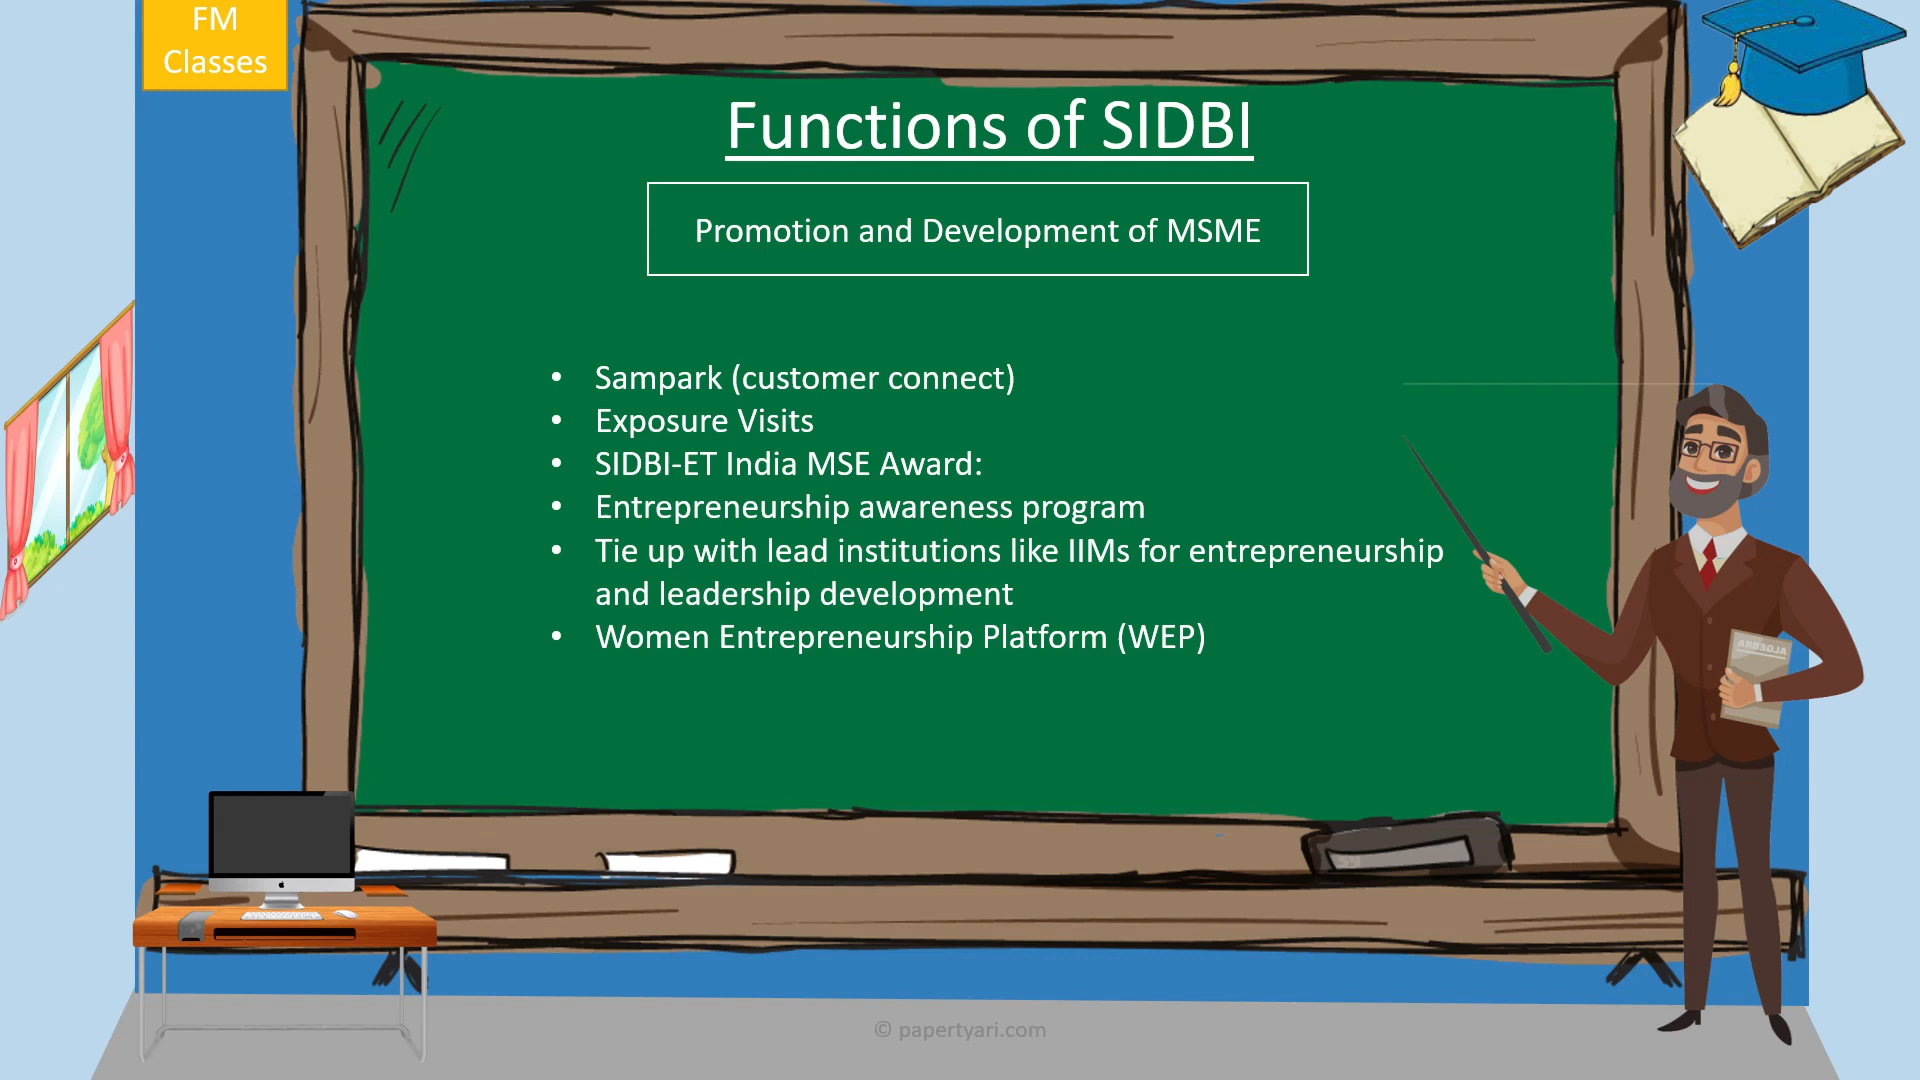 FM
Classes
Functions of SIDBI
Promotion and Development of MSME
• Sampark (customer connect)
• Exposure Visits
• SIDBI-ET India MSE Award:
• Entrepreneurship awareness program
• Tie up with lead institutions like IIMs for entrepreneurship
and leadership development
• Women Entrepreneurship Platform (WEP)
ALGEBRA
© papertyari.com